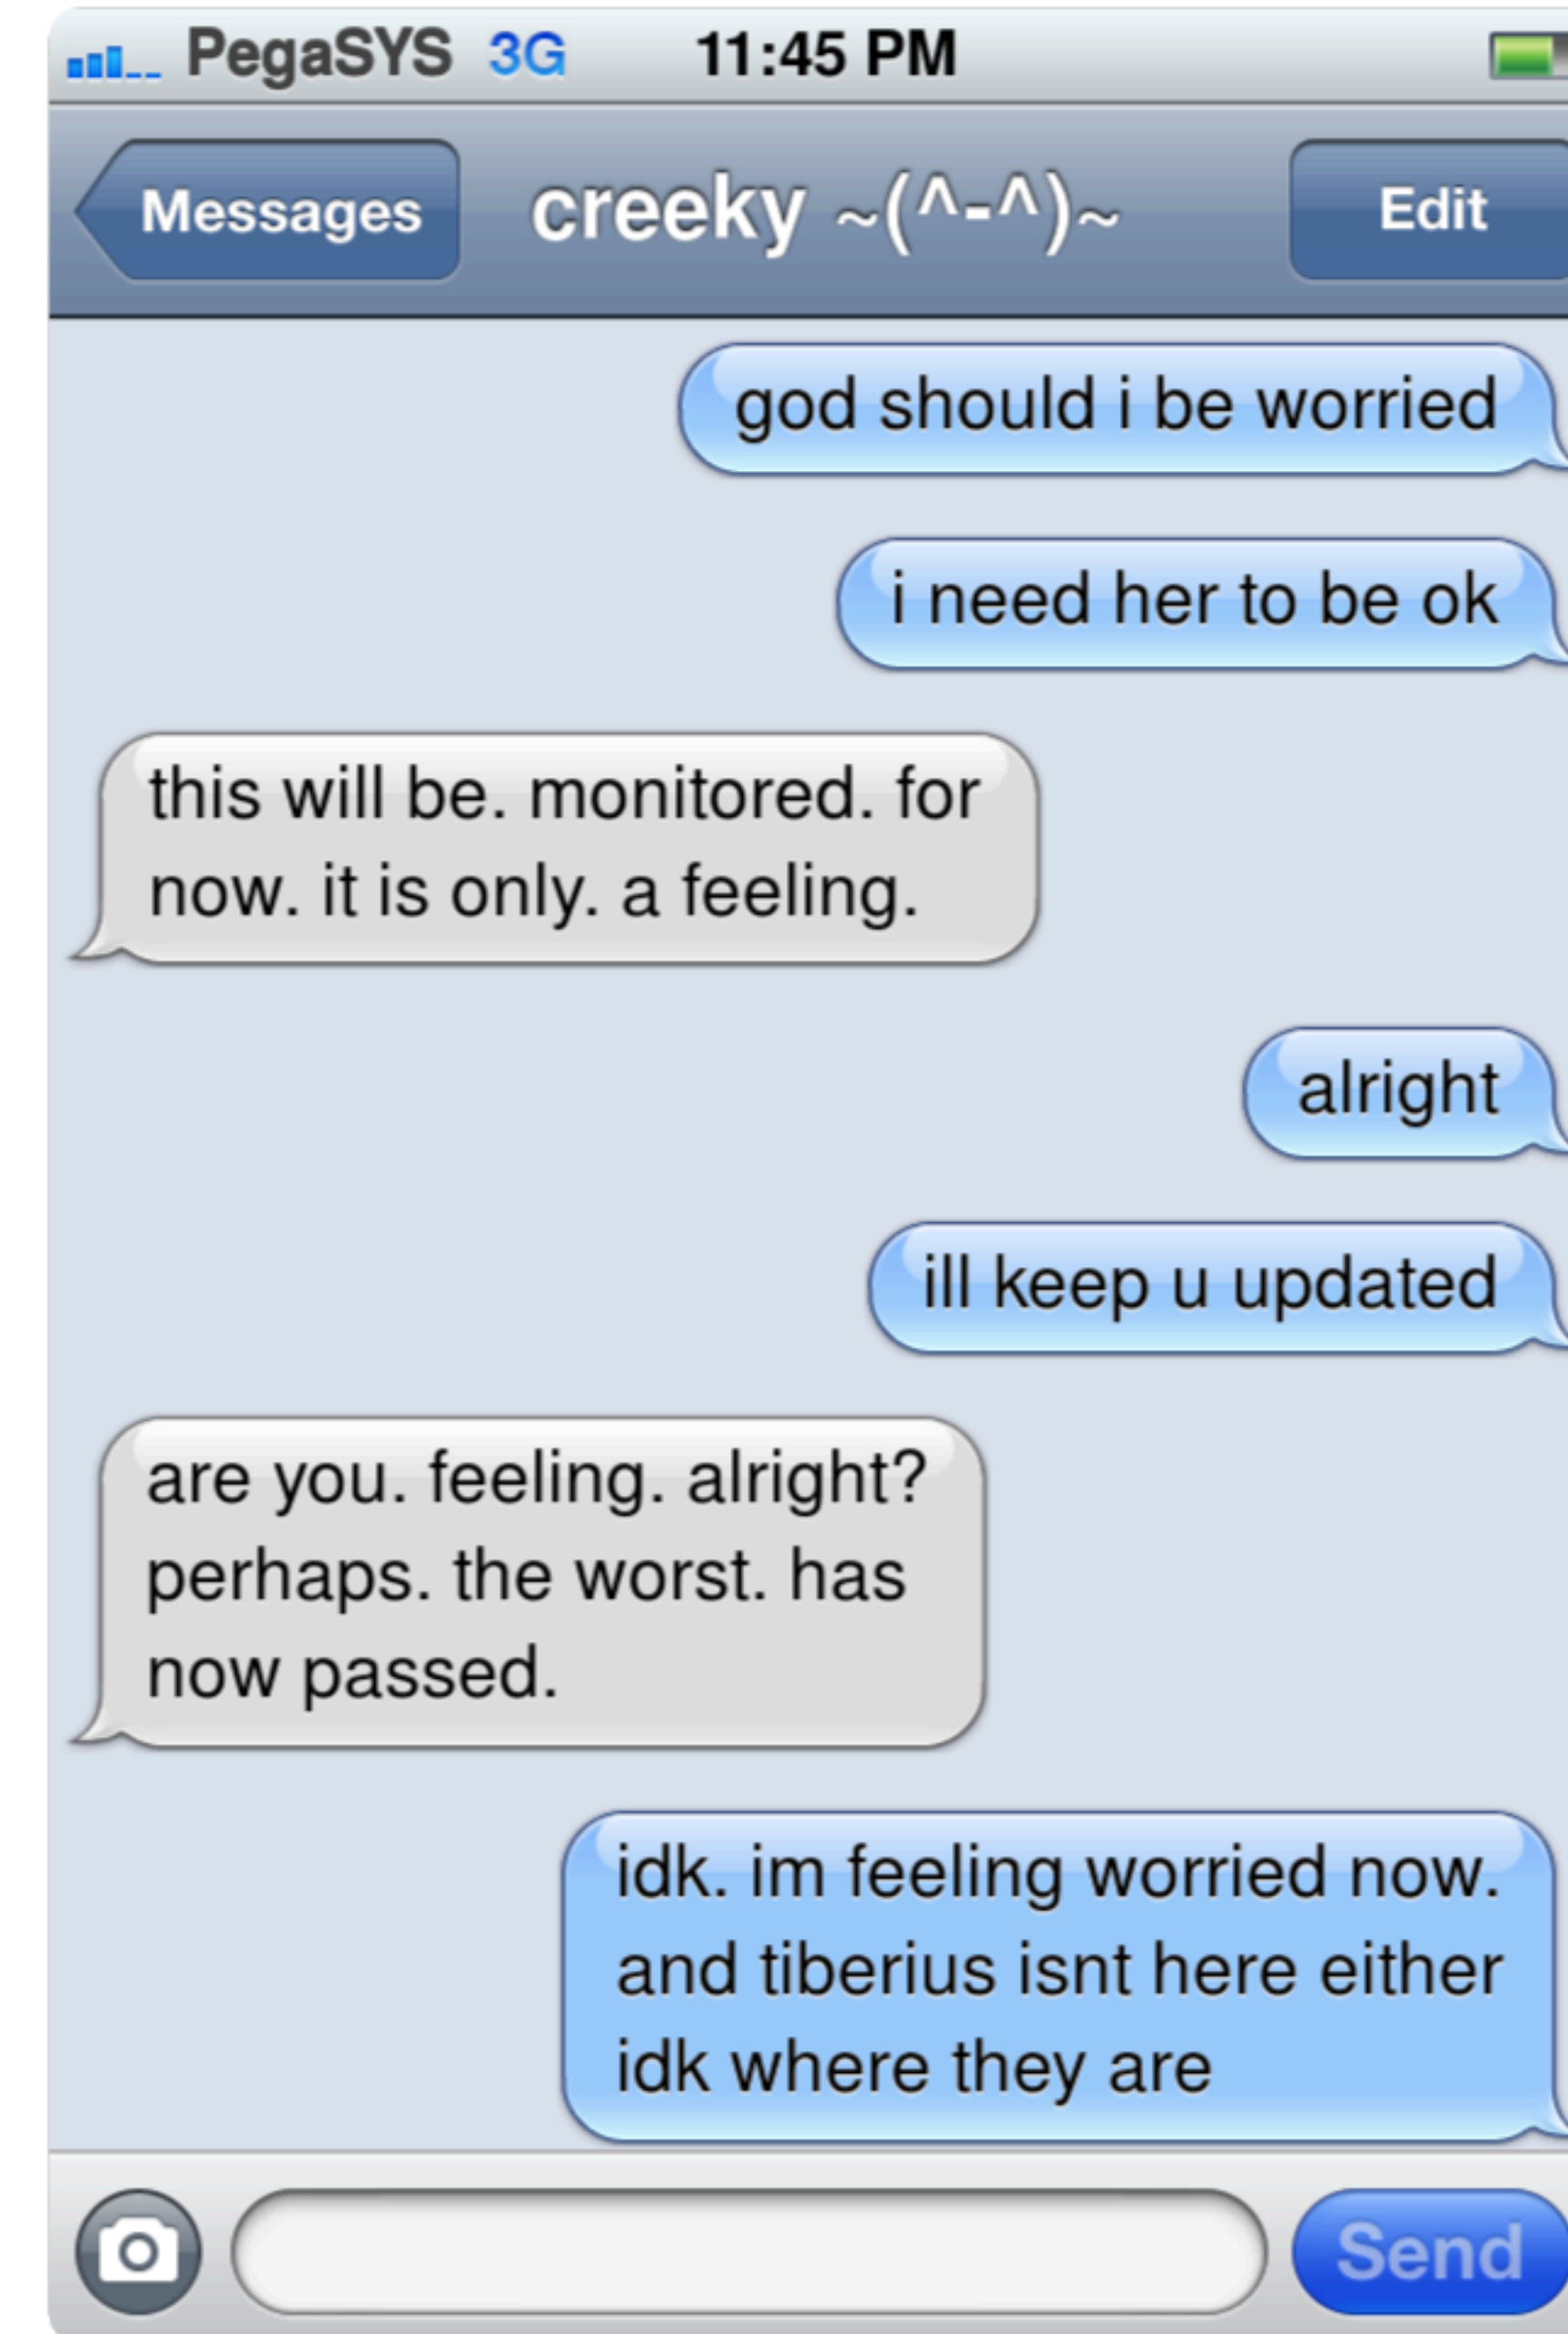 PegaSYS 3G 11:45 PM
Messages creeky ~(^-^)~ Edit
god should i be worried
i need her to be ok
this will be. monitored. for
now. it is only. a feeling.
alright
ill keep u updated
are you. feeling. alright?
perhaps. the worst. has
now passed.
idk. im feeling worried now.
and tiberius isnt here either
idk where they are
Send